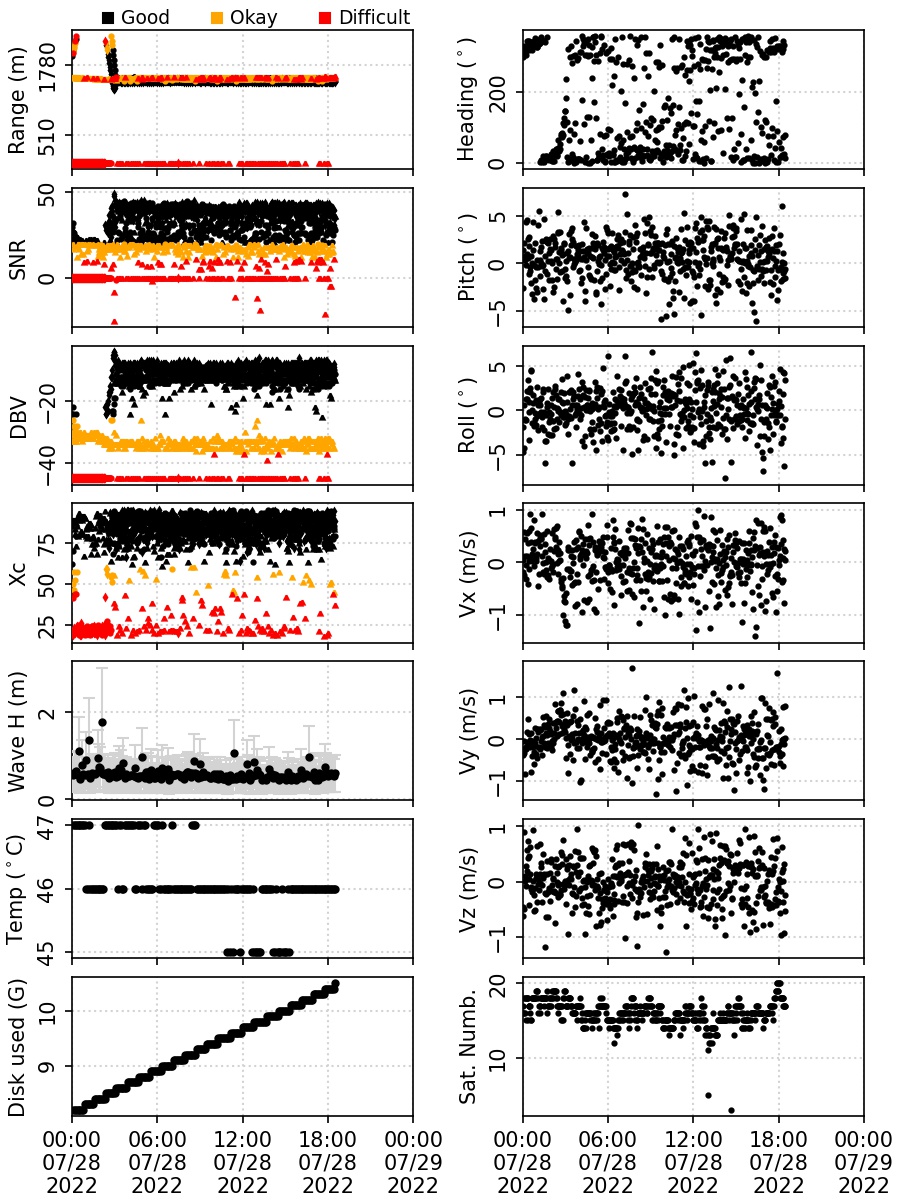 Good Okay Difficult
Range (m)
1780
510
Heading (°)
200
0
SNR
50
0
Pitch (°)
5
0
−5
DBV
−20
−40
Roll (°)
5
0
−5
Xc
75
50
25
Vx (m/s)
1
0
−1
Wave H (m)
2
0
Vy (m/s)
1
0
−1
Temp (°C)
47
46
45
Vz (m/s)
1
0
−1
Disk used (G)
10
9
Sat. Numb.
20
10
00:00 06:00 12:00 18:00 00:00 00:00 06:00 12:00 18:00 00:00
07/28 07/28 07/28 07/28 07/29 07/28 07/28 07/28 07/28 07/29
2022 2022 2022 2022 2022 2022 2022 2022 2022 2022